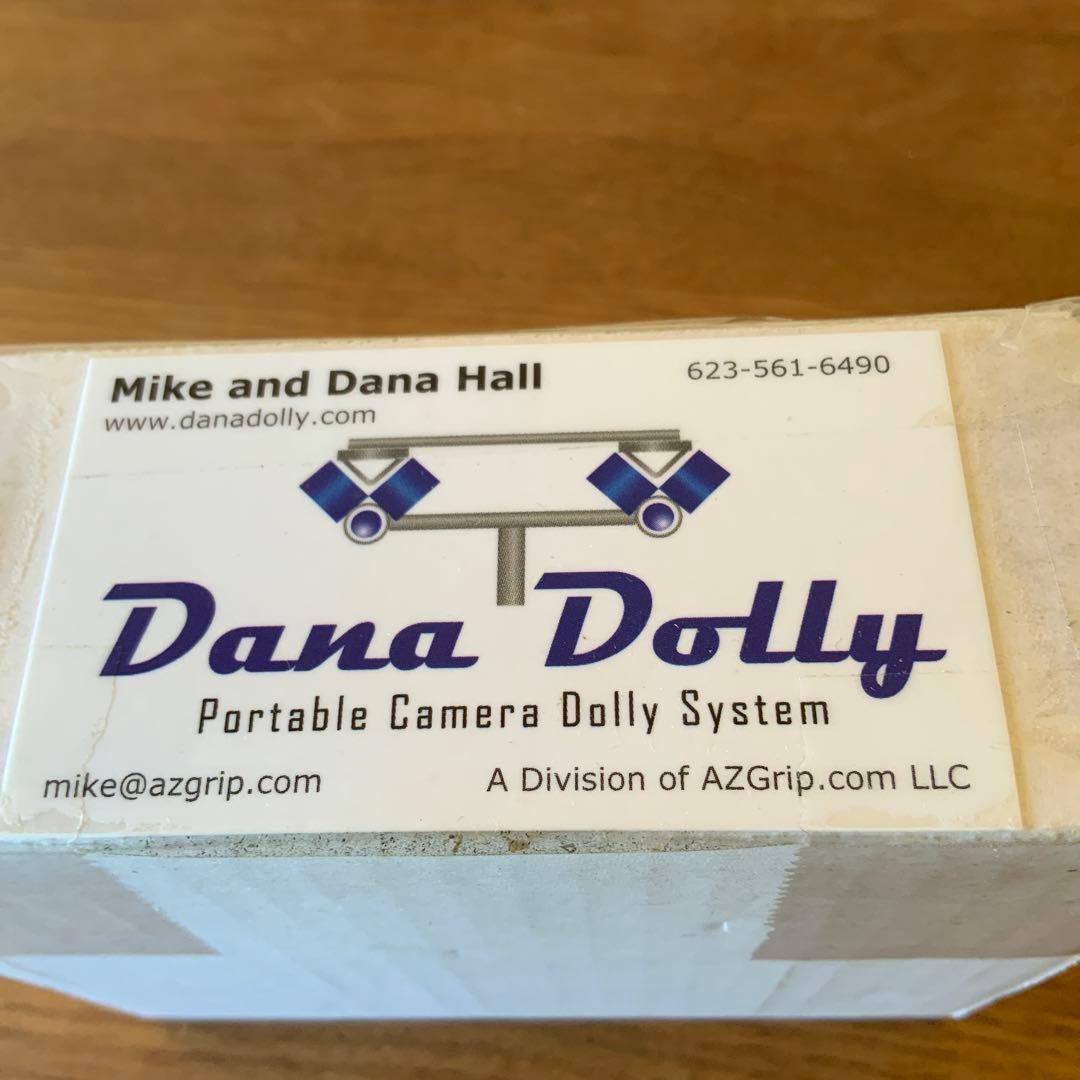 Mike and Dana Hall
623-561-6490
www.danadolly.com
Dana Dolly
Portable Camera Dolly System
mike@azgrip.com
A Division of AZGrip.com LLC